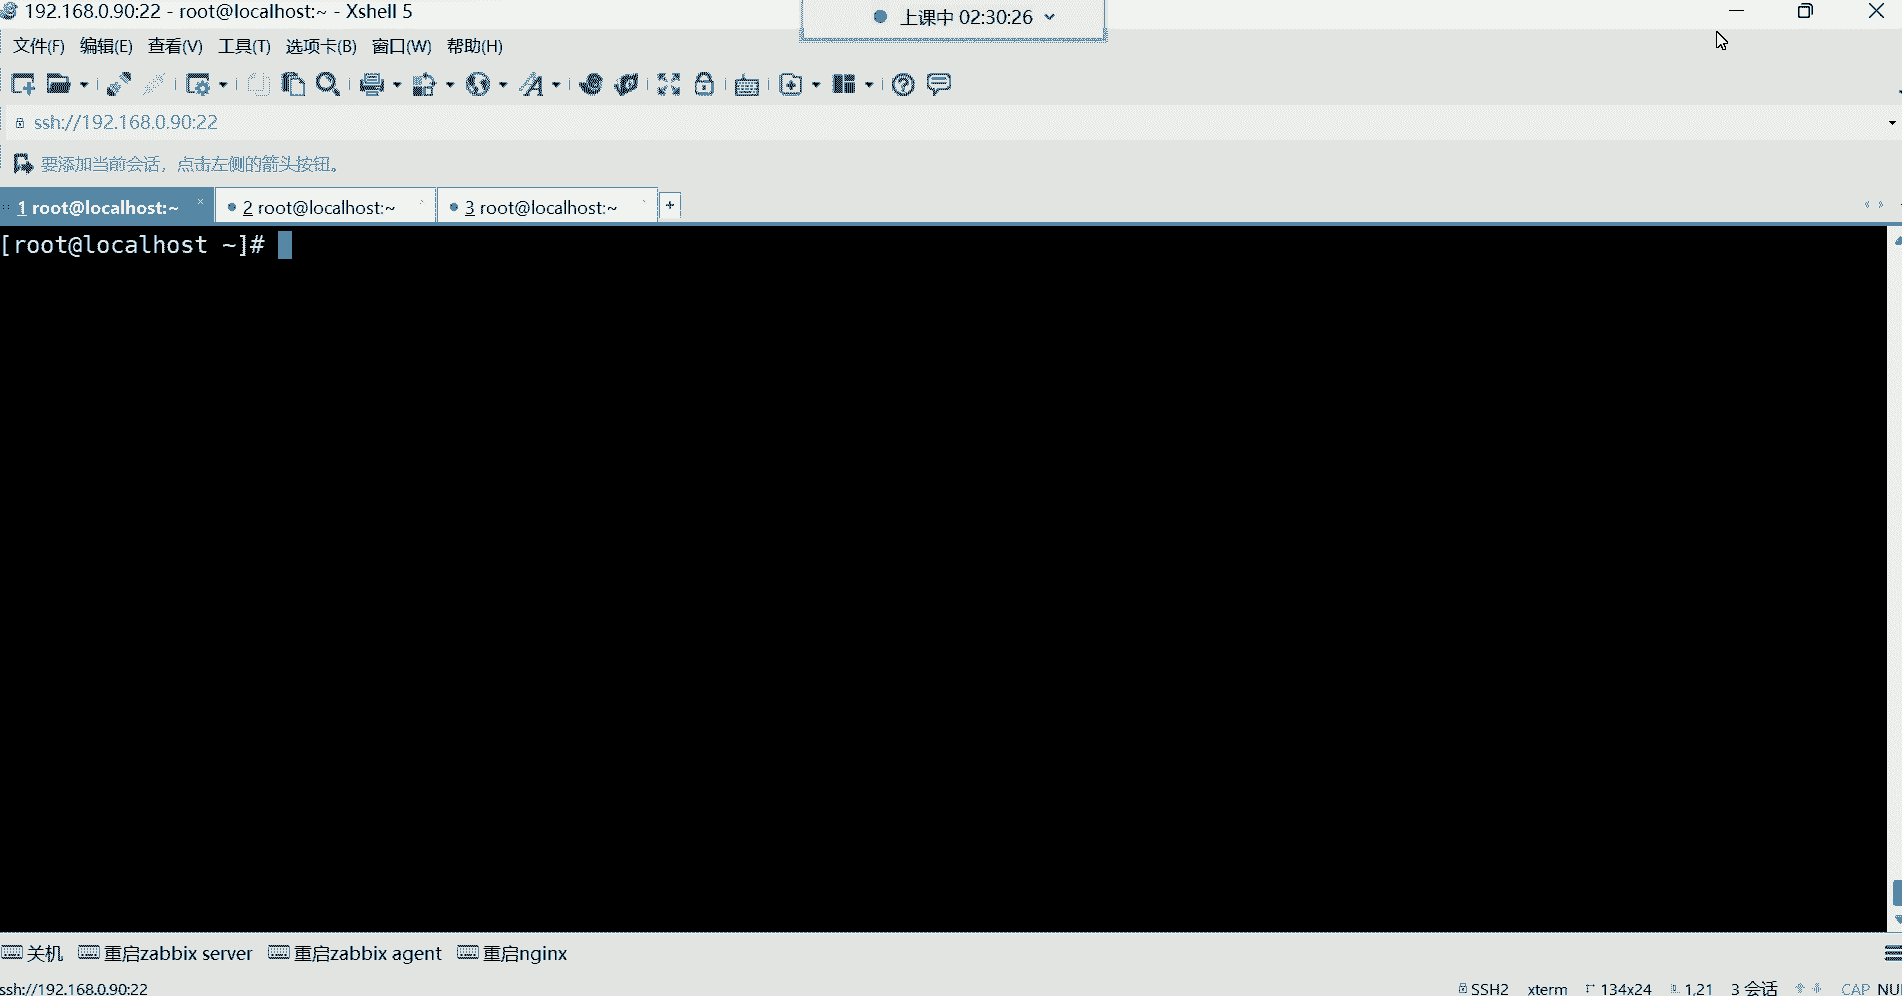 192.168.0.90:22 - root@localhost:~ - Xshell 5
上课中 02:30:26
文件(F) 编辑(E) 查看(V) 工具(T) 选项卡(B) 窗口(W) 帮助(H)
ssh://192.168.0.90:22
要添加当前会话，点击左侧的箭头按钮。
1 root@localhost:~ × 2 root@localhost:~ 3 root@localhost:~ +
[root@localhost ~]#
关机 重启zabbix server 重启zabbix agent 重启nginx
ssh://192.168.0.90:22 SSH2 xterm 134x24 1,21 3 会话 CAP NU